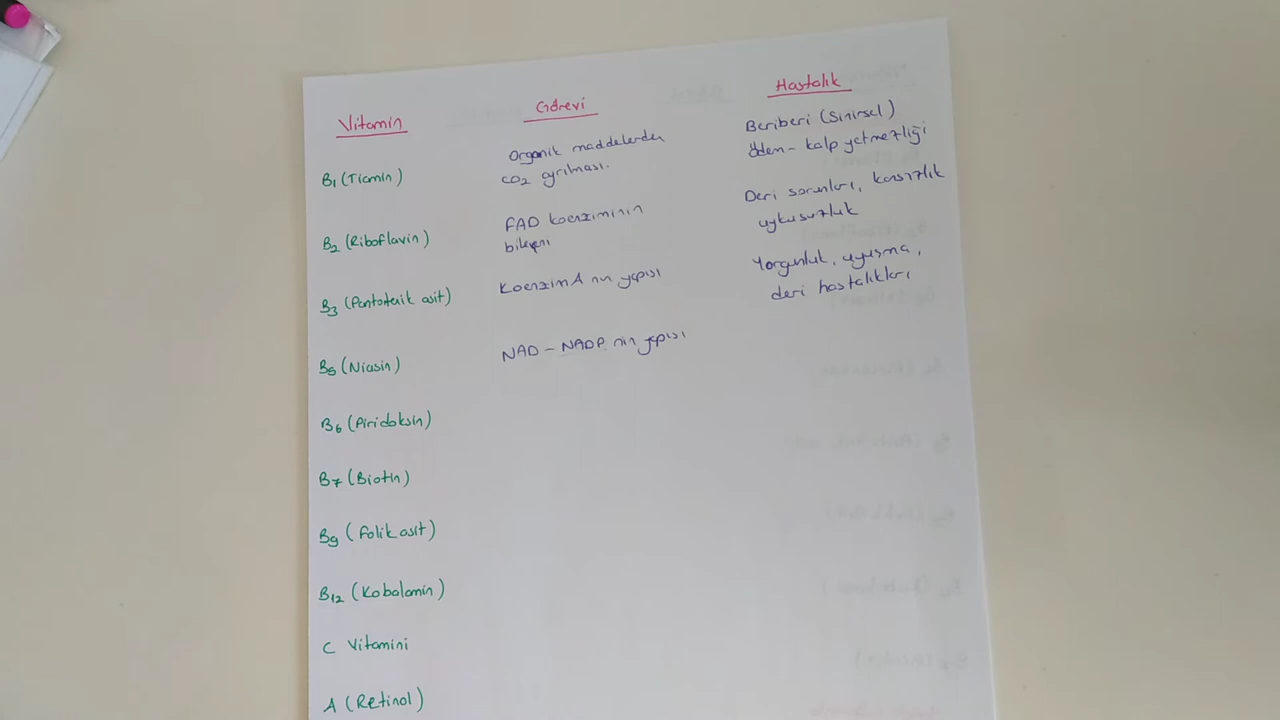 Vitamin Görevi Hastalık
B1 (Tiamin) Organik maddelerden Beriberi (Sinirsel)
CO2 ayrılması. Ödem - kalp yetmezliği
B2 (Riboflavin) FAD koenziminin Deri sorunları, kansızlık
bileşeni uykusuzluk
B3 (Pantotenik asit) Koenzim A nın yapısı Yorgunluk, uyuşma,
deri hastalıkları
B5 (Niasin) NAD - NADP nin yapısı
B6 (Piridoksin)
B7 (Biotin)
B9 (Folik asit)
B12 (Kobalamin)
C Vitamini
A (Retinol)